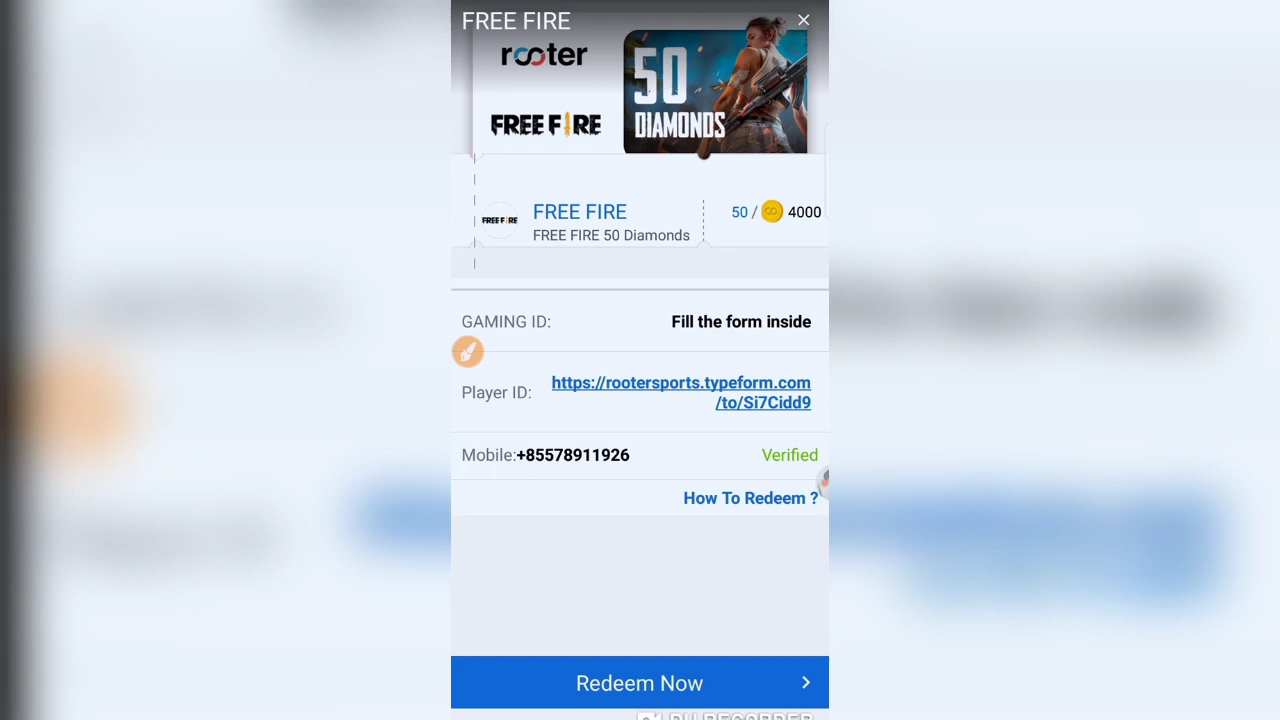 FREE FIRE
rooter
FREE FIRE
50
DIAMONDS
FREE FIRE
FREE FIRE
FREE FIRE 50 Diamonds
50 / 4000
GAMING ID: Fill the form inside
Player ID: https://rootersports.typeform.com
/to/Si7Cidd9
Mobile:+85578911926 Verified
How To Redeem ?
Redeem Now
DU RECORDER